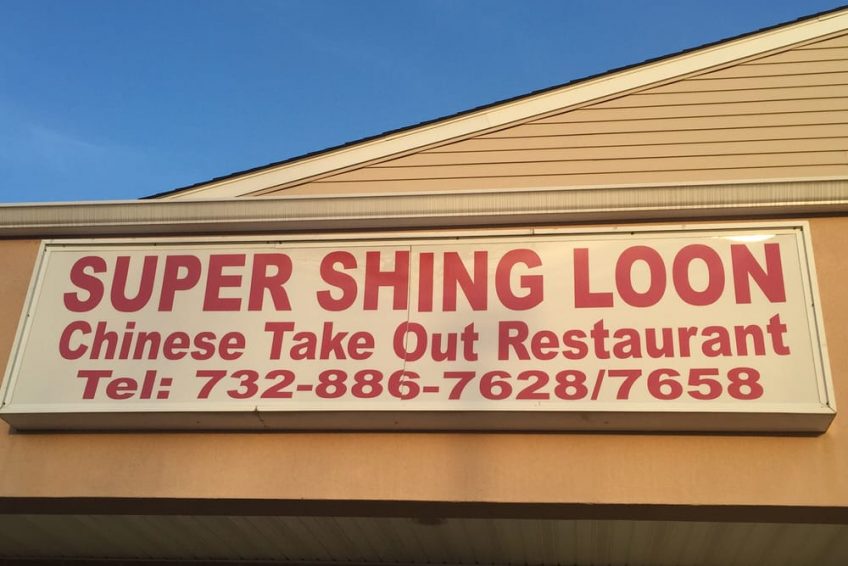 SUPER SHING LOON
Chinese Take Out Restaurant
Tel: 732-886-7628/7658